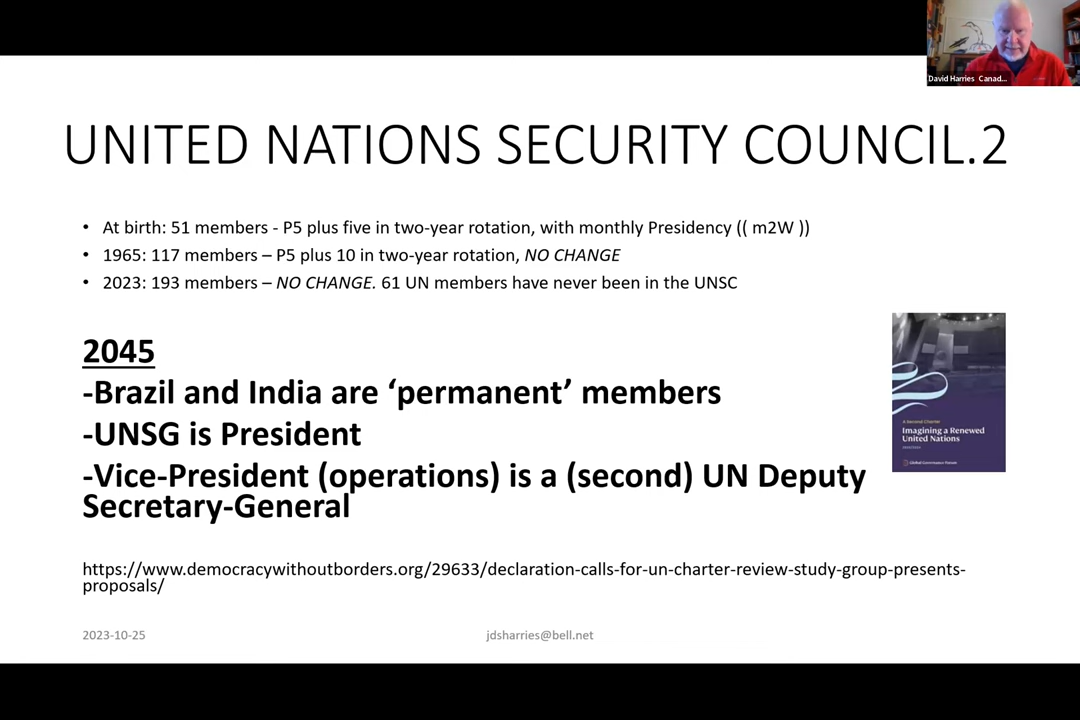 David Harries Canad...
UNITED NATIONS SECURITY COUNCIL.2
• At birth: 51 members - P5 plus five in two-year rotation, with monthly Presidency (( m2W ))
• 1965: 117 members – P5 plus 10 in two-year rotation, NO CHANGE
• 2023: 193 members – NO CHANGE. 61 UN members have never been in the UNSC
2045
-Brazil and India are ‘permanent’ members
-UNSG is President
-Vice-President (operations) is a (second) UN Deputy
Secretary-General
A Second Charter
Imagining a Renewed
United Nations
Global Governance Forum
https://www.democracywithoutborders.org/29633/declaration-calls-for-un-charter-review-study-group-presents-
proposals/
2023-10-25
jdsharries@bell.net